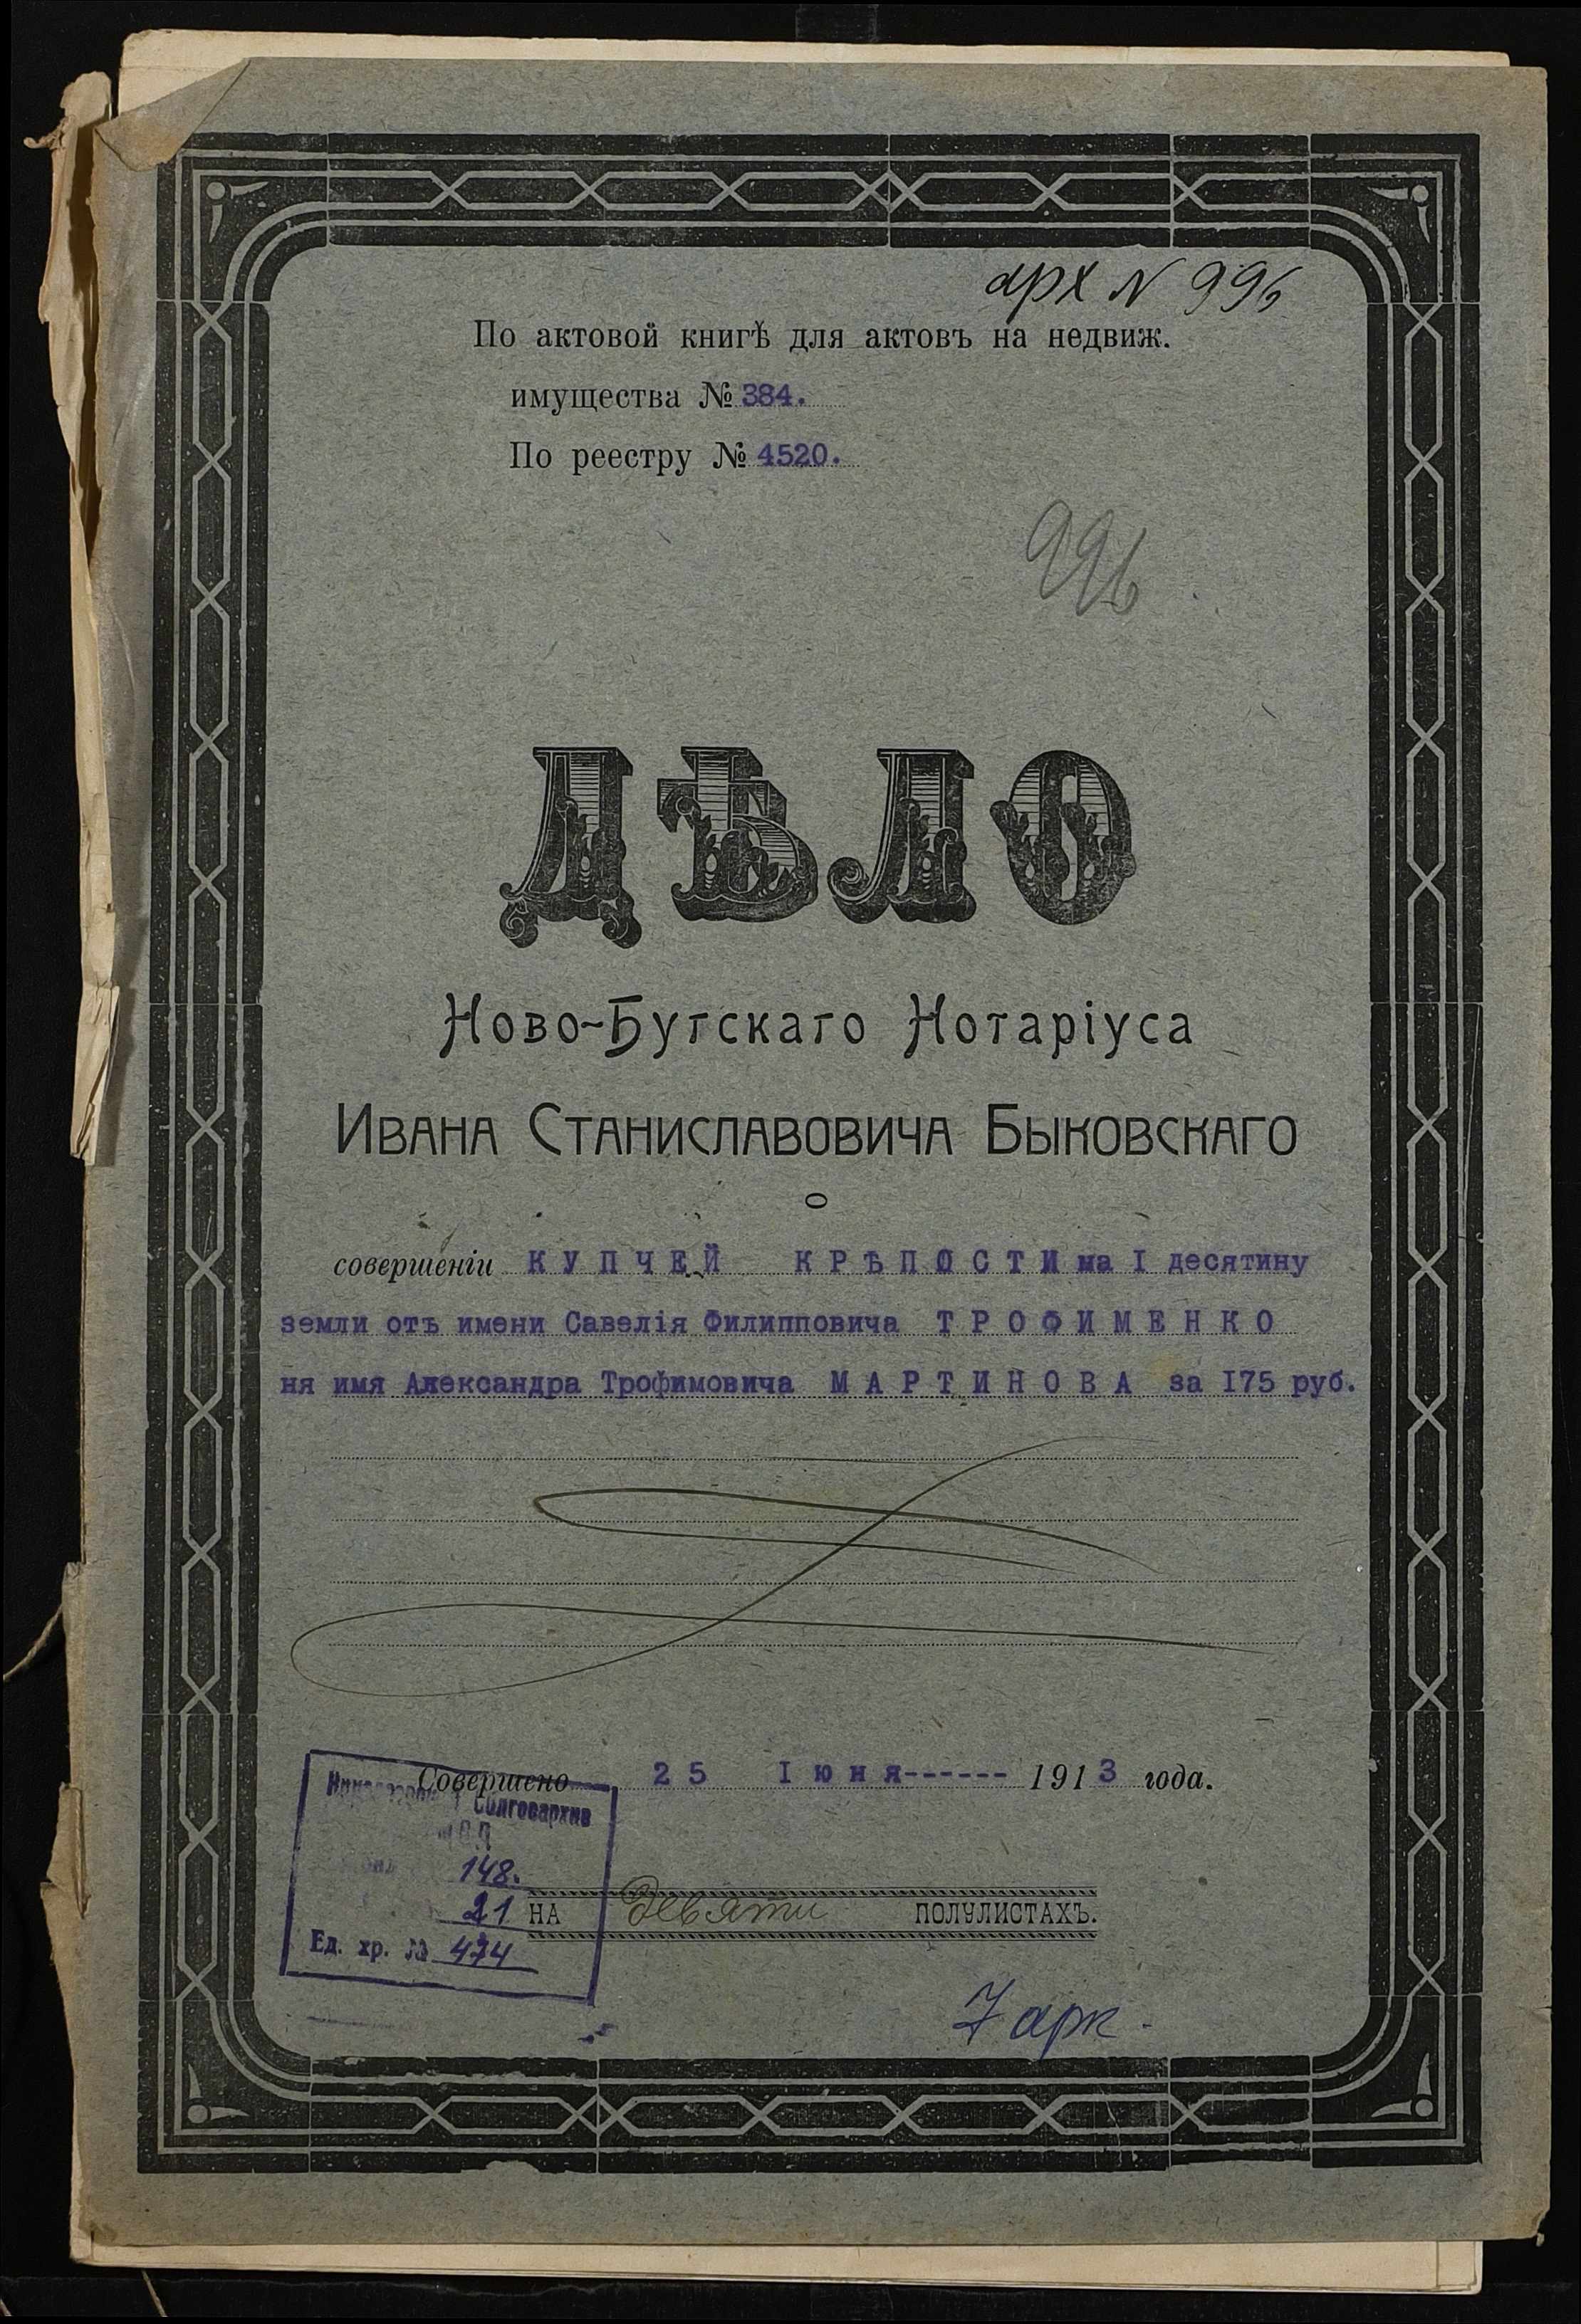 арх N 996
По актовой книгѣ для актовъ на недвиж.
имущества № 384.
По реестру № 4520.
996
ДѢЛО
Ново-Бугскаго Нотаріуса
Ивана Станиславовича Быковскаго
о
совершеніи КУПЧЕЙ КРѢПОСТИ на I десятину
земли отъ имени Савелія Филипповича ТРОФИМЕНКО
ня имя Александра Трофимовича МАРТИНОВА за 175 руб.
Совершено 25 Іюня------ 1913 года.
Облгосархив
148.
21
НА девяти ПОЛУЛИСТАХЪ.
Ед. хр. № 474
7 арк.